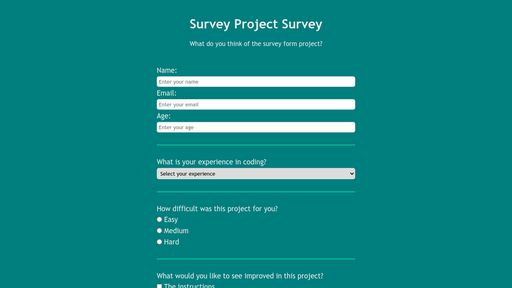 Survey Project Survey
What do you think of the survey form project?
Name:
Enter your name
Email:
Enter your email
Age:
Enter your age
What is your experience in coding?
Select your experience
How difficult was this project for you?
Easy
Medium
Hard
What would you like to see improved in this project?
The instructions